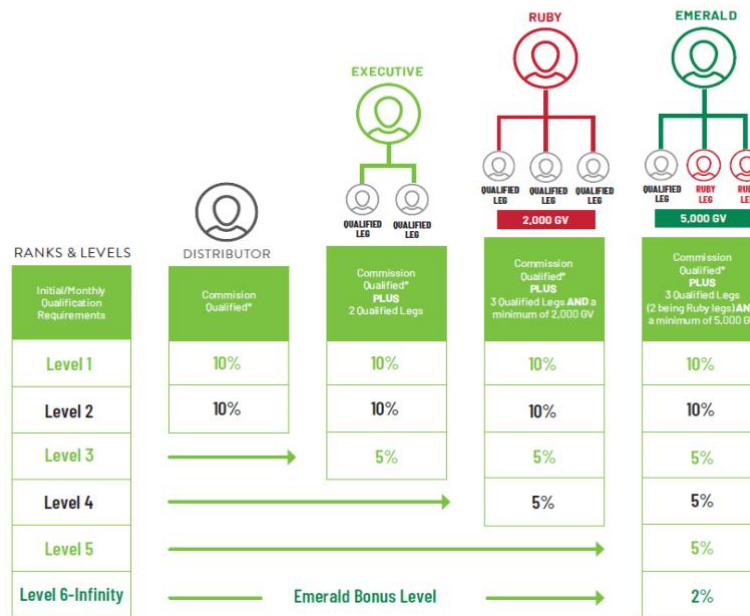 RUBY
EMERALD
EXECUTIVE
QUALIFIED LEG
QUALIFIED LEG
QUALIFIED LEG
QUALIFIED LEG
QUALIFIED LEG
QUALIFIED LEG
RUBY LEG
2,000 GV
5,000 GV
RANKS & LEVELS
DISTRIBUTOR
Initial/Monthly
Qualification
Requirements
Commision
Qualified*
Commission
Qualified*
PLUS
2 Qualified Legs
Commission
Qualified*
PLUS
3 Qualified Legs AND a
minimum of 2,000 GV
Commission
Qualified*
PLUS
3 Qualified Legs
(2 being Ruby legs)
a minimum of 5,000
Level 1 10% 10% 10% 10%
Level 2 10% 10% 10% 10%
Level 3 5% 5% 5%
Level 4 5% 5%
Level 5 5%
Level 6-Infinity Emerald Bonus Level 2%